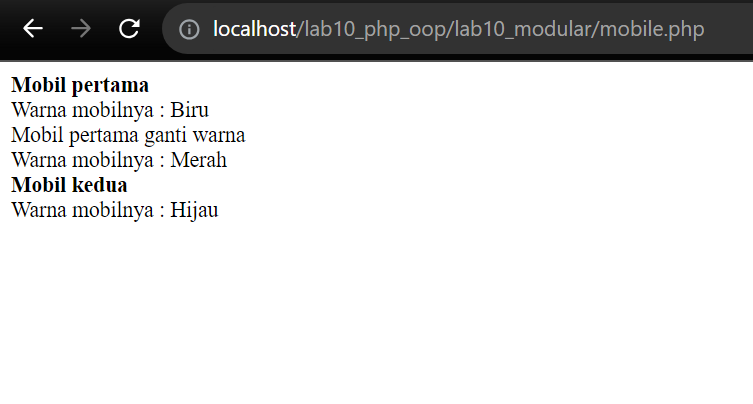 localhost/lab10_php_oop/lab10_modular/mobile.php
Mobil pertama
Warna mobilnya : Biru
Mobil pertama ganti warna
Warna mobilnya : Merah
Mobil kedua
Warna mobilnya : Hijau